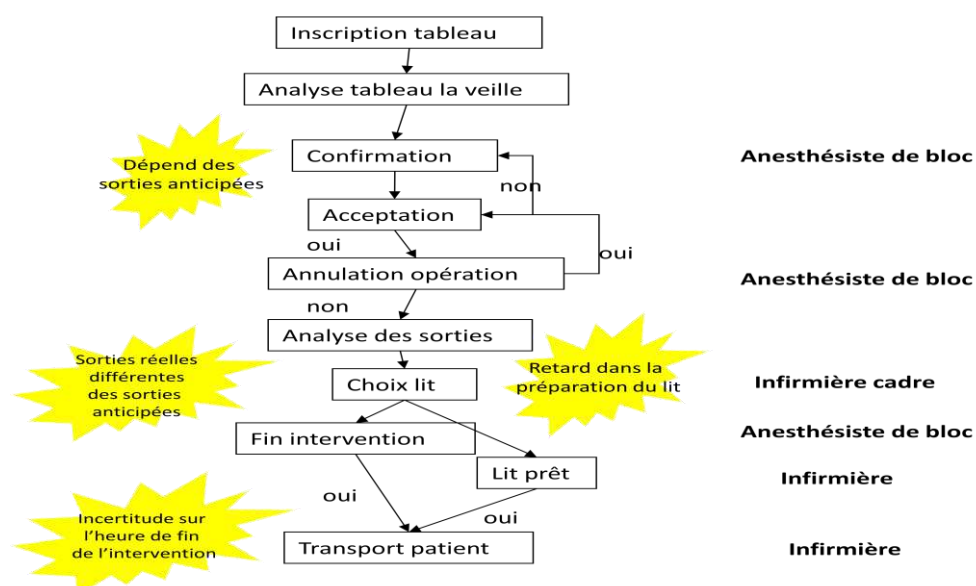 Inscription tableau
Analyse tableau la veille
Dépend des
sorties anticipées
Confirmation
Anesthésiste de bloc
non
Acceptation
oui
oui
Annulation opération
Anesthésiste de bloc
non
Analyse des sorties
Sorties réelles
différentes
des sorties
anticipées
Choix lit
Retard dans la
préparation du lit
Infirmière cadre
Fin intervention
Anesthésiste de bloc
Lit prêt
Infirmière
oui
oui
Incertitude sur
l'heure de fin
de l'intervention
Transport patient
Infirmière